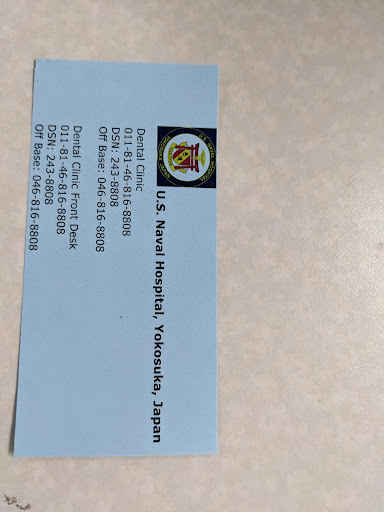 U.S. Naval Hospital, Yokosuka, Japan
Dental Clinic
011-81-46-816-8808
DSN: 243-8808
Off Base: 046-816-8808
Dental Clinic Front Desk
011-81-46-816-8808
DSN: 243-8808
Off Base: 046-816-8808